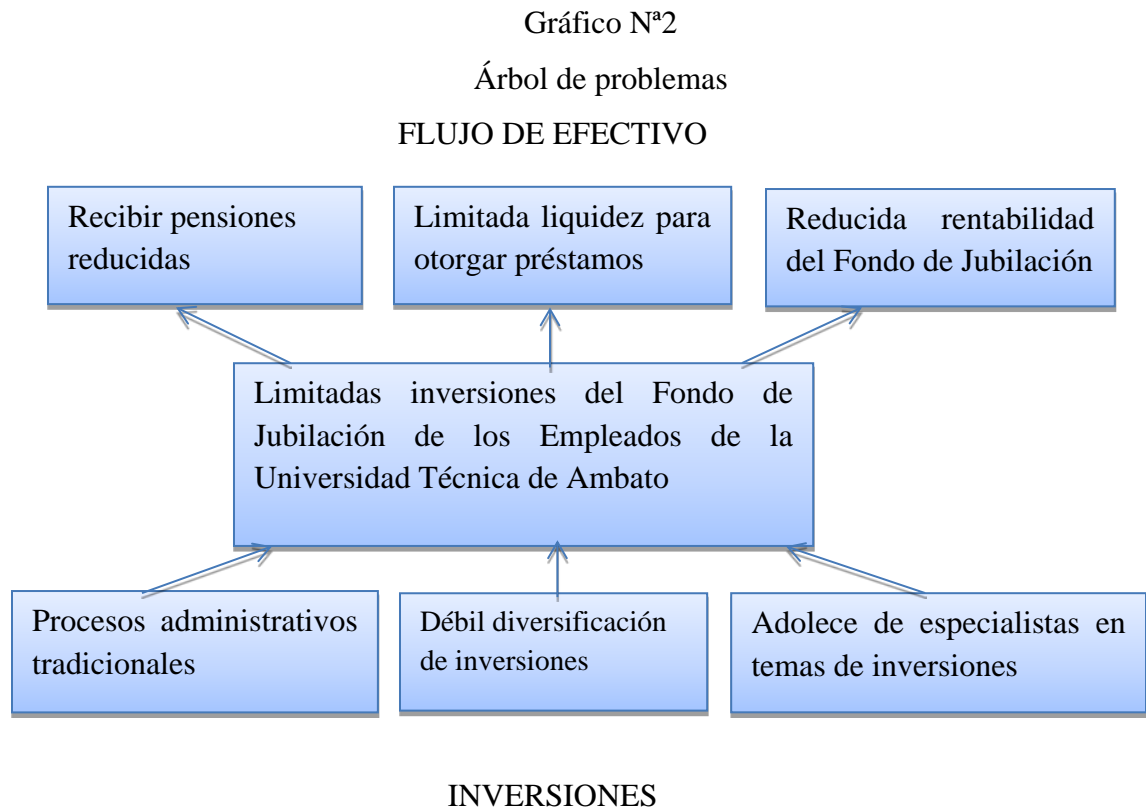 Gráfico Nª2
Árbol de problemas
FLUJO DE EFECTIVO
Recibir pensiones
reducidas
Limitada liquidez para
otorgar préstamos
Reducida rentabilidad
del Fondo de Jubilación
Limitadas inversiones del Fondo de
Jubilación de los Empleados de la
Universidad Técnica de Ambato
Procesos administrativos
tradicionales
Débil diversificación
de inversiones
Adolece de especialistas en
temas de inversiones
INVERSIONES